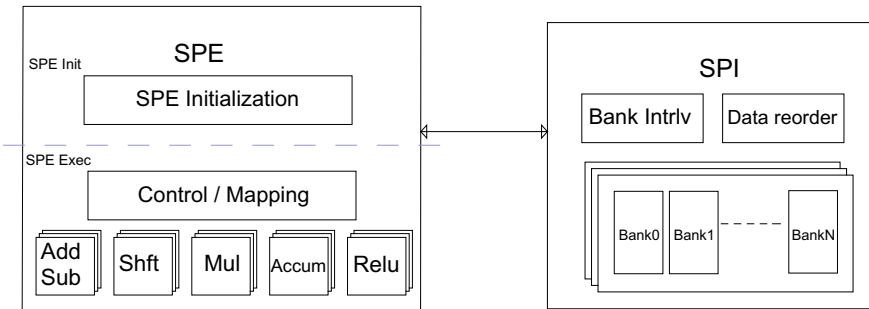 SPE
SPE Init
SPE Initialization
SPE Exec
Control / Mapping
Add
Sub
Shft
Mul
Accum
Relu
SPI
Bank Intrlv
Data reorder
Bank0
Bank1
BankN